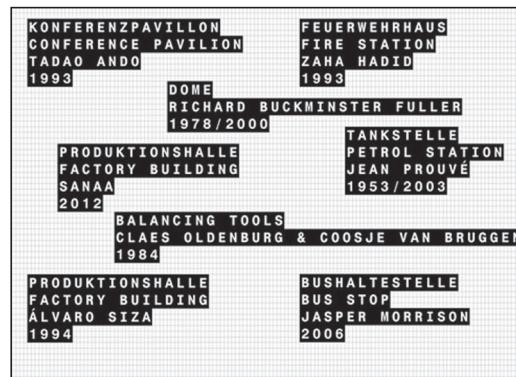 KONFERENZPAVILLON
CONFERENCE PAVILION
TADAO ANDO
1993
FEUERWEHRHAUS
FIRE STATION
ZAHA HADID
1993
DOME
RICHARD BUCKMINSTER FULLER
1978/2000
TANKSTELLE
PETROL STATION
JEAN PROUVÉ
1953/2003
PRODUKTIONSHALLE
FACTORY BUILDING
SANAA
2012
BALANCING TOOLS
CLAES OLDENBURG & COOSJE VAN BRUGGEN
1984
PRODUKTIONSHALLE
FACTORY BUILDING
ÁLVARO SIZA
1994
BUSHALTESTELLE
BUS STOP
JASPER MORRISON
2006